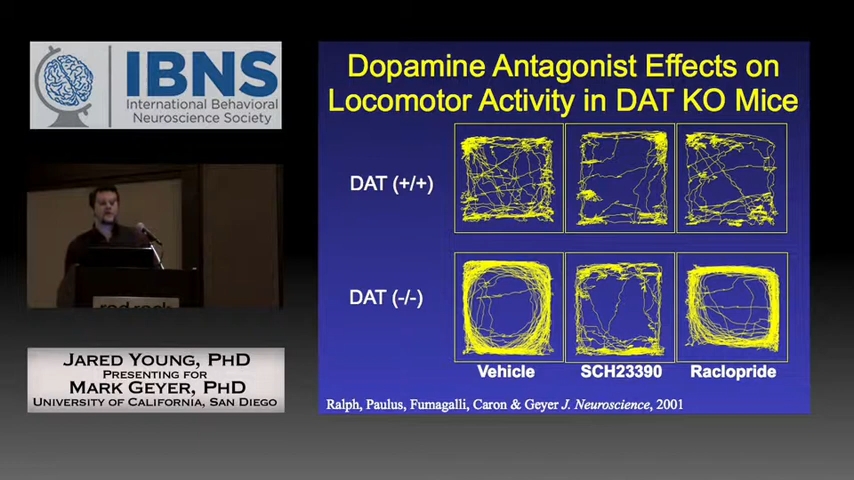 IBNS
International Behavioral
Neuroscience Society
Dopamine Antagonist Effects on
Locomotor Activity in DAT KO Mice
DAT (+/+)
DAT (-/-)
Vehicle
SCH23390
Raclopride
Ralph, Paulus, Fumagalli, Caron & Geyer J. Neuroscience, 2001
red rock
JARED YOUNG, PHD
PRESENTING FOR
MARK GEYER, PHD
UNIVERSITY OF CALIFORNIA, SAN DIEGO